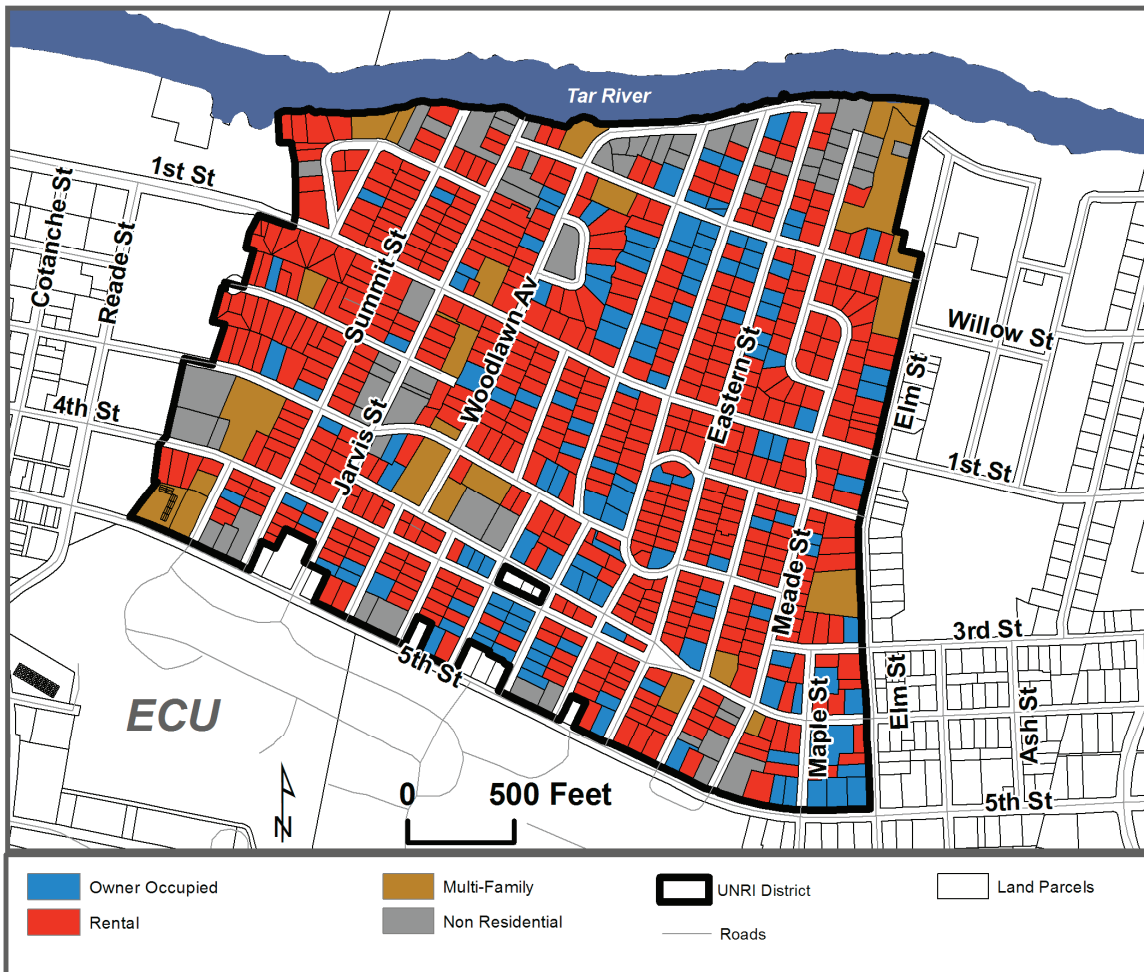 Tar River
1st St
Cotanche St
Reade St
Summit St
Woodlawn Av
Willow St
Elm St
Eastern St
4th St
Jarvis St
1st St
Meade St
3rd St
5th St
Elm St
Maple St
Ash St
ECU
5th St
N
0 500 Feet
Owner Occupied
Multi-Family
UNRI District
Land Parcels
Rental
Non Residential
Roads